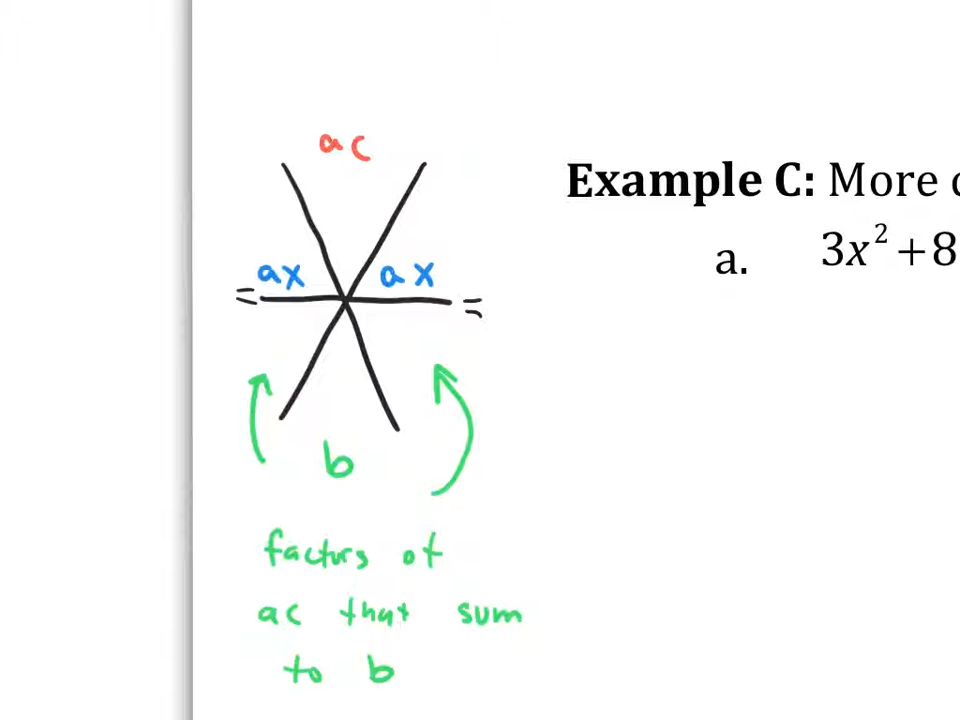 ac
Example C: More
a. 3x² + 8
ax ax
= =
b
factors of
ac that sum
to b